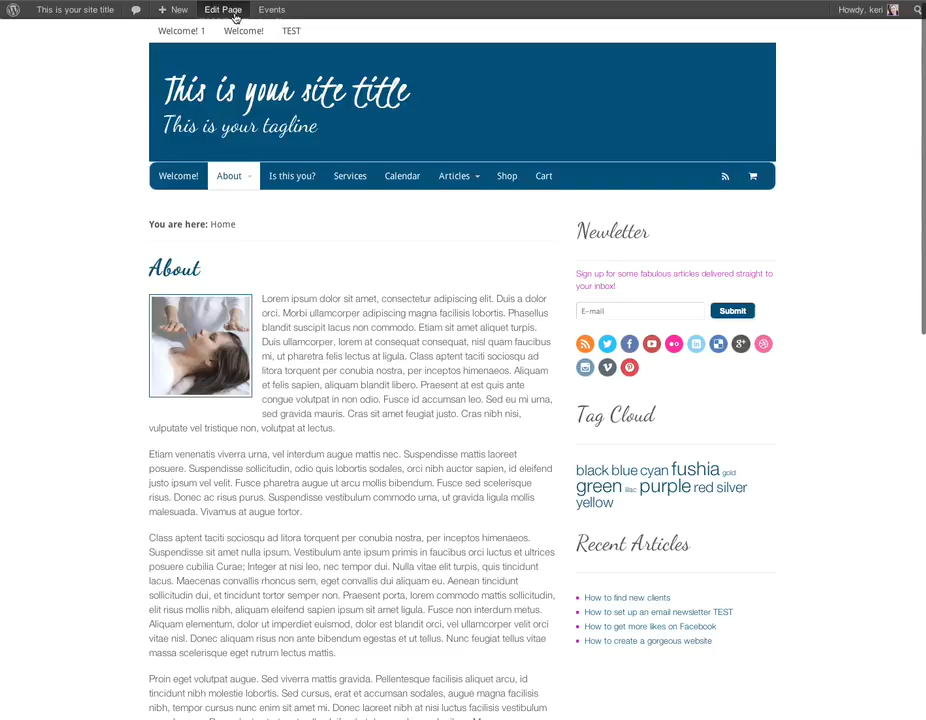 This is your site title New Edit Page Events Howdy, keri
Welcome! 1 Welcome! TEST
This is your site title
This is your tagline
Welcome! About Is this you? Services Calendar Articles Shop Cart
You are here: Home
About
Lorem ipsum dolor sit amet, consectetur adipiscing elit. Duis a dolor
orci. Morbi ullamcorper adipiscing magna facilisis lobortis. Phasellus
blandit suscipit lacus non commodo. Etiam sit amet aliquet turpis.
Duis ullamcorper, lorem at consequat consequat, nisl quam faucibus
mi, ut pharetra felis lectus at ligula. Class aptent taciti sociosqu ad
litora torquent per conubia nostra, per inceptos himenaeos. Aliquam
et felis sapien, aliquam blandit libero. Praesent at est quis ante
congue volutpat in non odio. Fusce id accumsan leo. Sed eu mi urna,
sed gravida mauris. Cras sit amet feugiat justo. Cras nibh nisi,
vulputate vel tristique non, volutpat at lectus.
Etiam venenatis viverra urna, vel interdum augue mattis nec. Suspendisse mattis laoreet
posuere. Suspendisse sollicitudin, odio quis lobortis sodales, orci nibh auctor sapien, id eleifend
justo ipsum vel velit. Fusce pharetra augue ut arcu mollis bibendum. Fusce sed scelerisque
risus. Donec ac risus purus. Suspendisse vestibulum commodo urna, ut gravida ligula mollis
malesuada. Vivamus at augue tortor.
Class aptent taciti sociosqu ad litora torquent per conubia nostra, per inceptos himenaeos.
Suspendisse sit amet nulla ipsum. Vestibulum ante ipsum primis in faucibus orci luctus et ultrices
posuere cubilia Curae; Integer at nisi leo, nec tempor dui. Nulla vitae elit turpis, quis tincidunt
lacus. Maecenas convallis rhoncus sem, eget convallis dui aliquam eu. Aenean tincidunt
sollicitudin dui, et tincidunt tortor semper non. Praesent porta, lorem commodo mattis sollicitudin,
elit risus mollis nibh, aliquam eleifend sapien ipsum sit amet ligula. Fusce non interdum metus.
Aliquam elementum, dolor ut imperdiet euismod, dolor est blandit orci, vel ullamcorper velit orci
vitae nisl. Donec aliquam risus non ante bibendum egestas et ut tellus. Nunc feugiat tellus vitae
massa scelerisque eget rutrum lectus mattis.
Proin eget volutpat augue. Sed viverra mattis gravida. Pellentesque facilisis aliquet arcu, id
tincidunt nibh molestie lobortis. Sed cursus, erat et accumsan sodales, augue magna facilisis
nibh, tempor cursus nunc enim sit amet mi. Donec laoreet nibh at nisi luctus facilisis vestibulum
Newletter
Sign up for some fabulous articles delivered straight to
your inbox!
E-mail Submit
Tag Cloud
black blue cyan fushia gold
green lilac purple red silver
yellow
Recent Articles
How to find new clients
How to set up an email newsletter TEST
How to get more likes on Facebook
How to create a gorgeous website